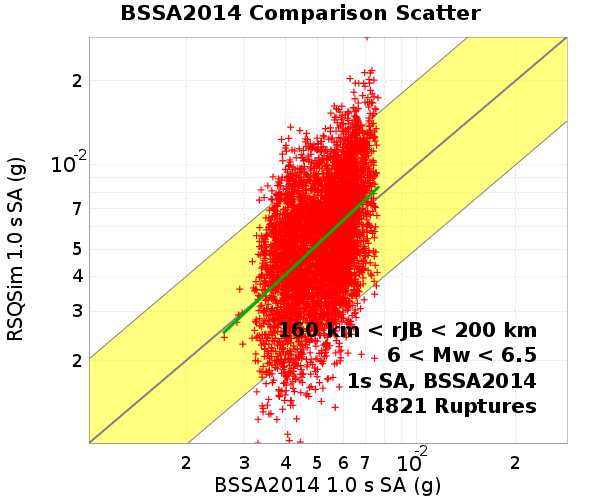 BSSA2014 Comparison Scatter
RSQSim 1.0 s SA (g)
2
10-2
7
5
4
3
2
160 km < rJB < 200 km
6 < Mw < 6.5
1s SA, BSSA2014
4821 Ruptures
2 3 4 5 6 7 10-2 2
BSSA2014 1.0 s SA (g)